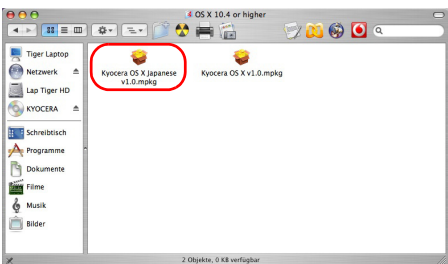 OS X 10.4 or higher
Tiger Laptop
Netzwerk
Lap Tiger HD
KYOCERA
Schreibtisch
Programme
Dokumente
Filme
Musik
Bilder
Kyocera OS X Japanese
v1.0.mpkg
Kyocera OS X v1.0.mpkg
2 Objekte, 0 KB verfügbar